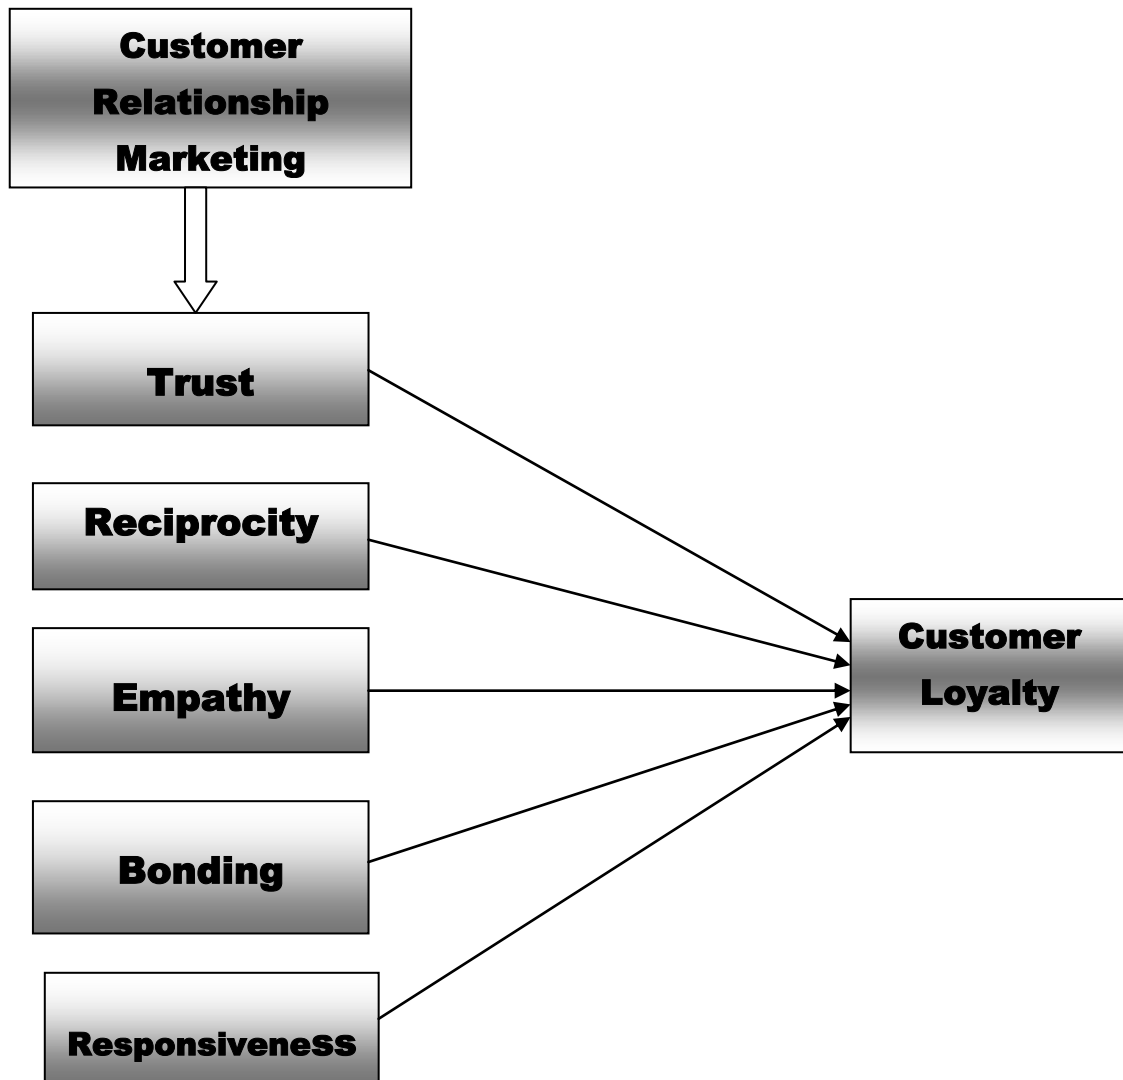 Customer
Relationship
Marketing
Trust
Reciprocity
Empathy
Customer
Loyalty
Bonding
Responsiveness